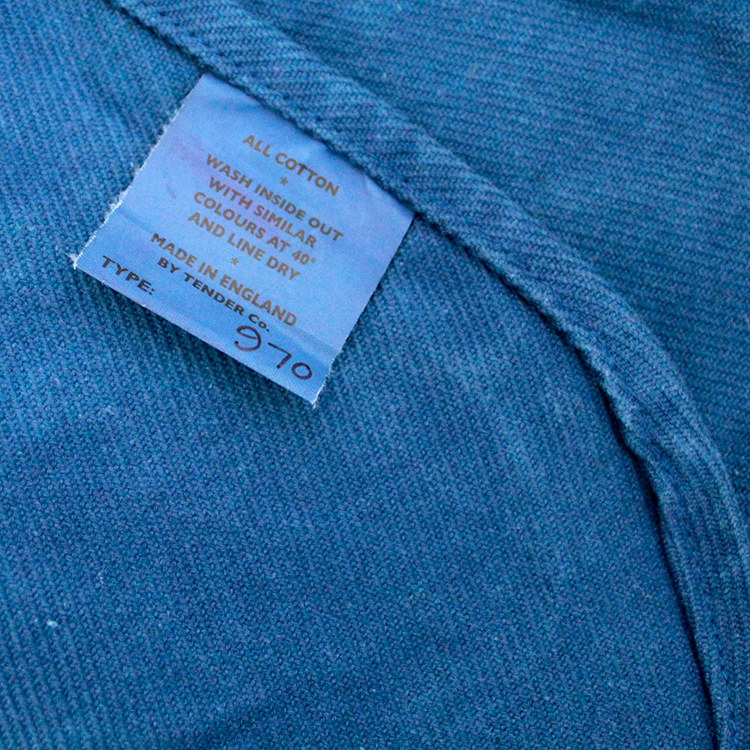 ALL COTTON
*
WASH INSIDE OUT
WITH SIMILAR
COLOURS AT 40°
AND LINE DRY
*
MADE IN ENGLAND
BY TENDER Co.
TYPE: 970